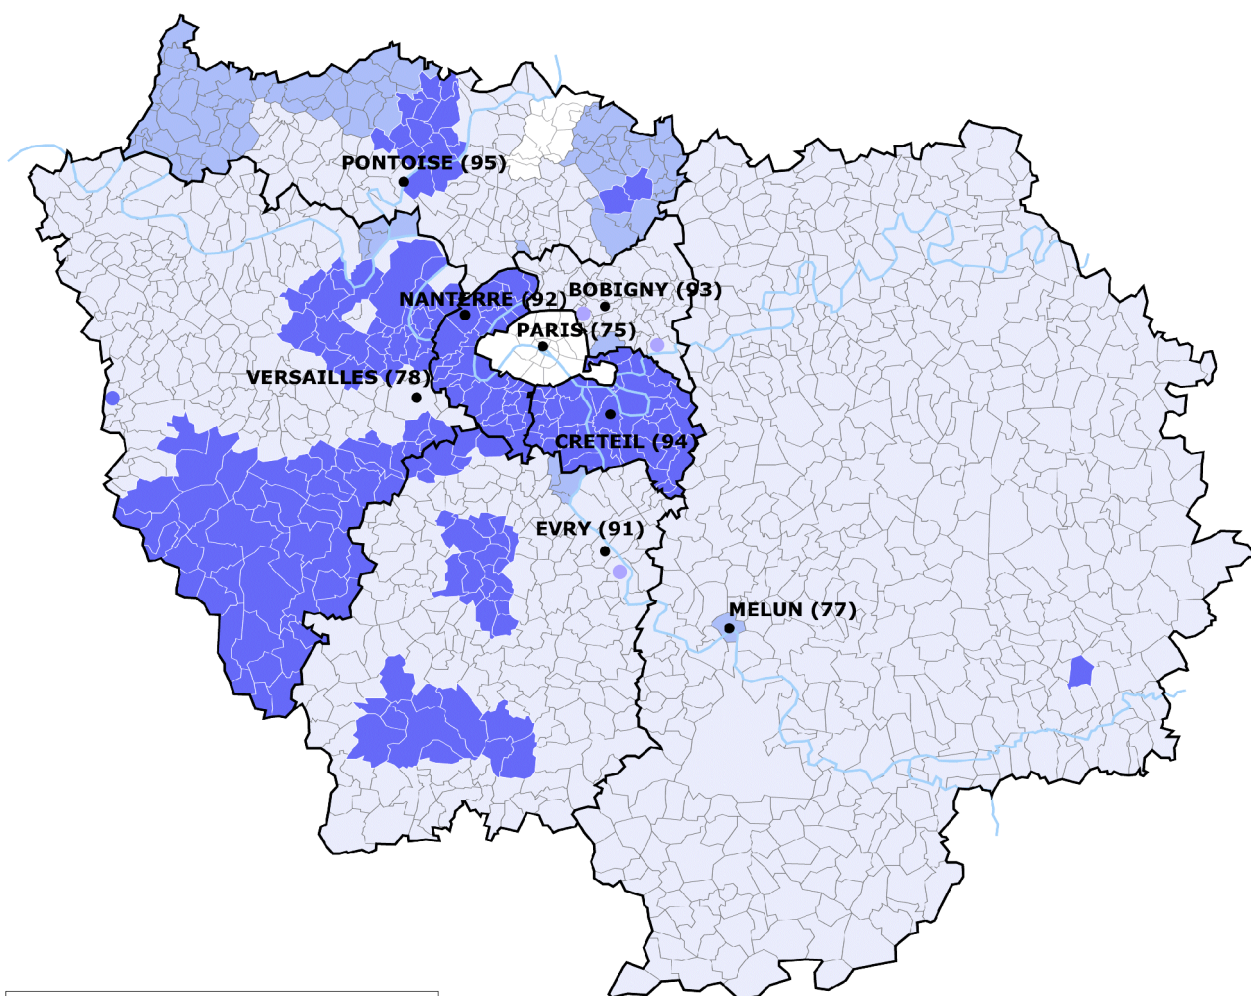 PONTOISE (95)
NANTERRE (92)
BOBIGNY (93)
PARIS (75)
VERSAILLES (78)
CRETEIL (94)
EVRY (91)
MELUN (77)